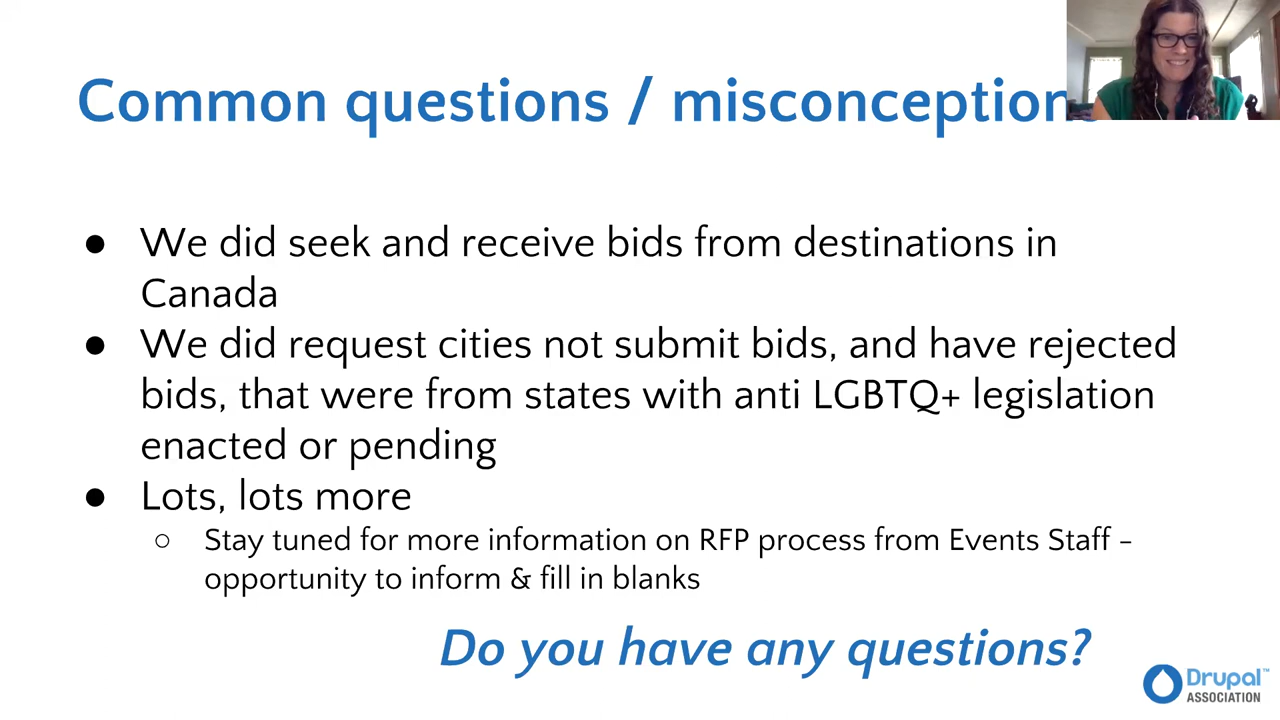 Common questions / misconceptions
● We did seek and receive bids from destinations in
Canada
● We did request cities not submit bids, and have rejected
bids, that were from states with anti LGBTQ+ legislation
enacted or pending
● Lots, lots more
○ Stay tuned for more information on RFP process from Events Staff –
opportunity to inform & fill in blanks
Do you have any questions?
Drupal™
ASSOCIATION